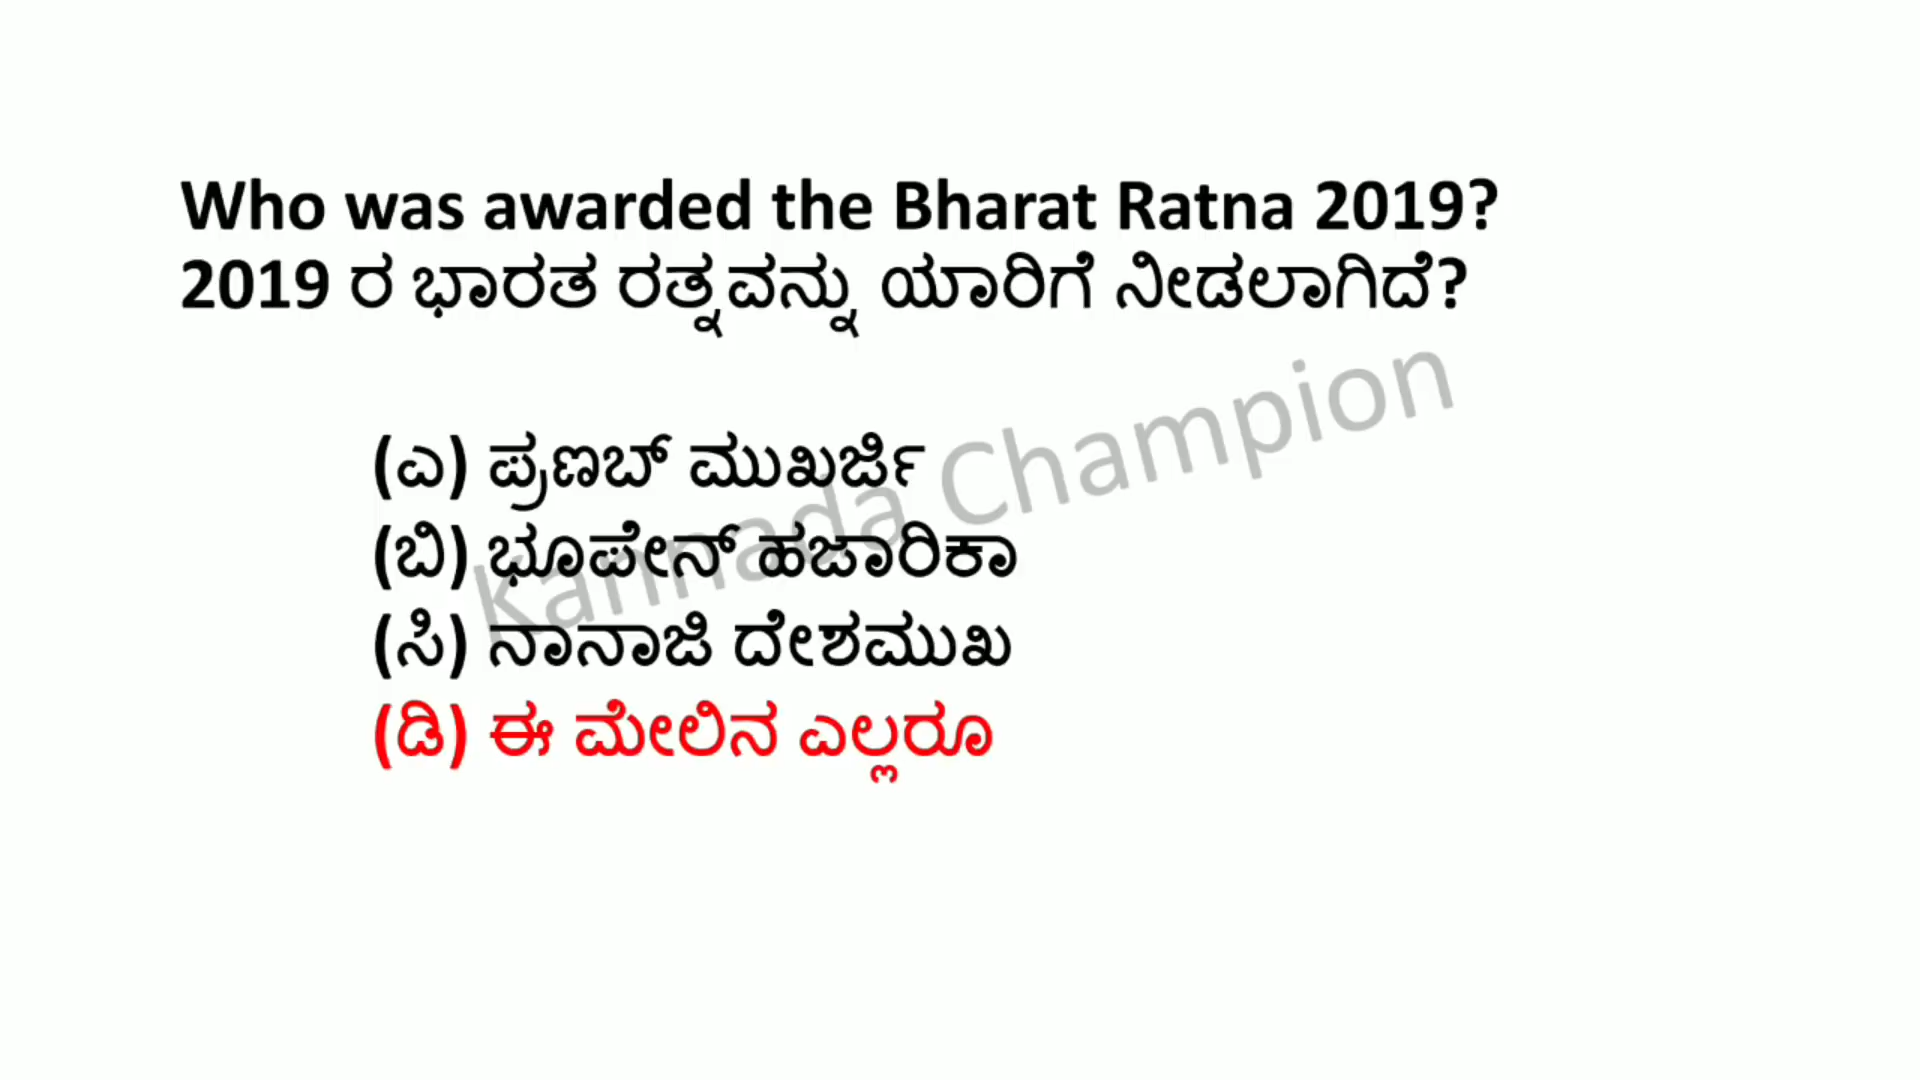 Who was awarded the Bharat Ratna 2019?
2019 ರ ಭಾರತ ರತ್ನವನ್ನು ಯಾರಿಗೆ ನೀಡಲಾಗಿದೆ?
(ಎ) ಪ್ರಣಬ್ ಮುಖರ್ಜಿ
(ಬಿ) ಭೂಪೇನ್ ಹಜಾರಿಕಾ
(ಸಿ) ನಾನಾಜಿ ದೇಶಮುಖ
(ಡಿ) ಈ ಮೇಲಿನ ಎಲ್ಲರೂ
Kannada Champion